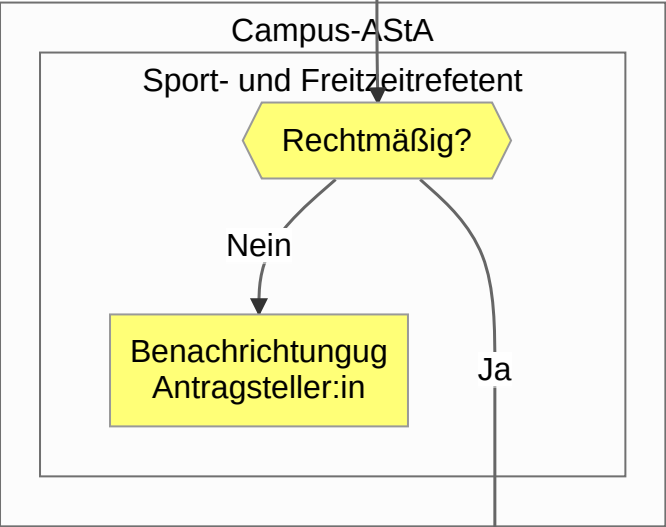 Campus-AStA
Sport- und Freitzeitrefetent
Rechtmäßig?
Nein
Benachrichtungug
Antragsteller:in
Ja